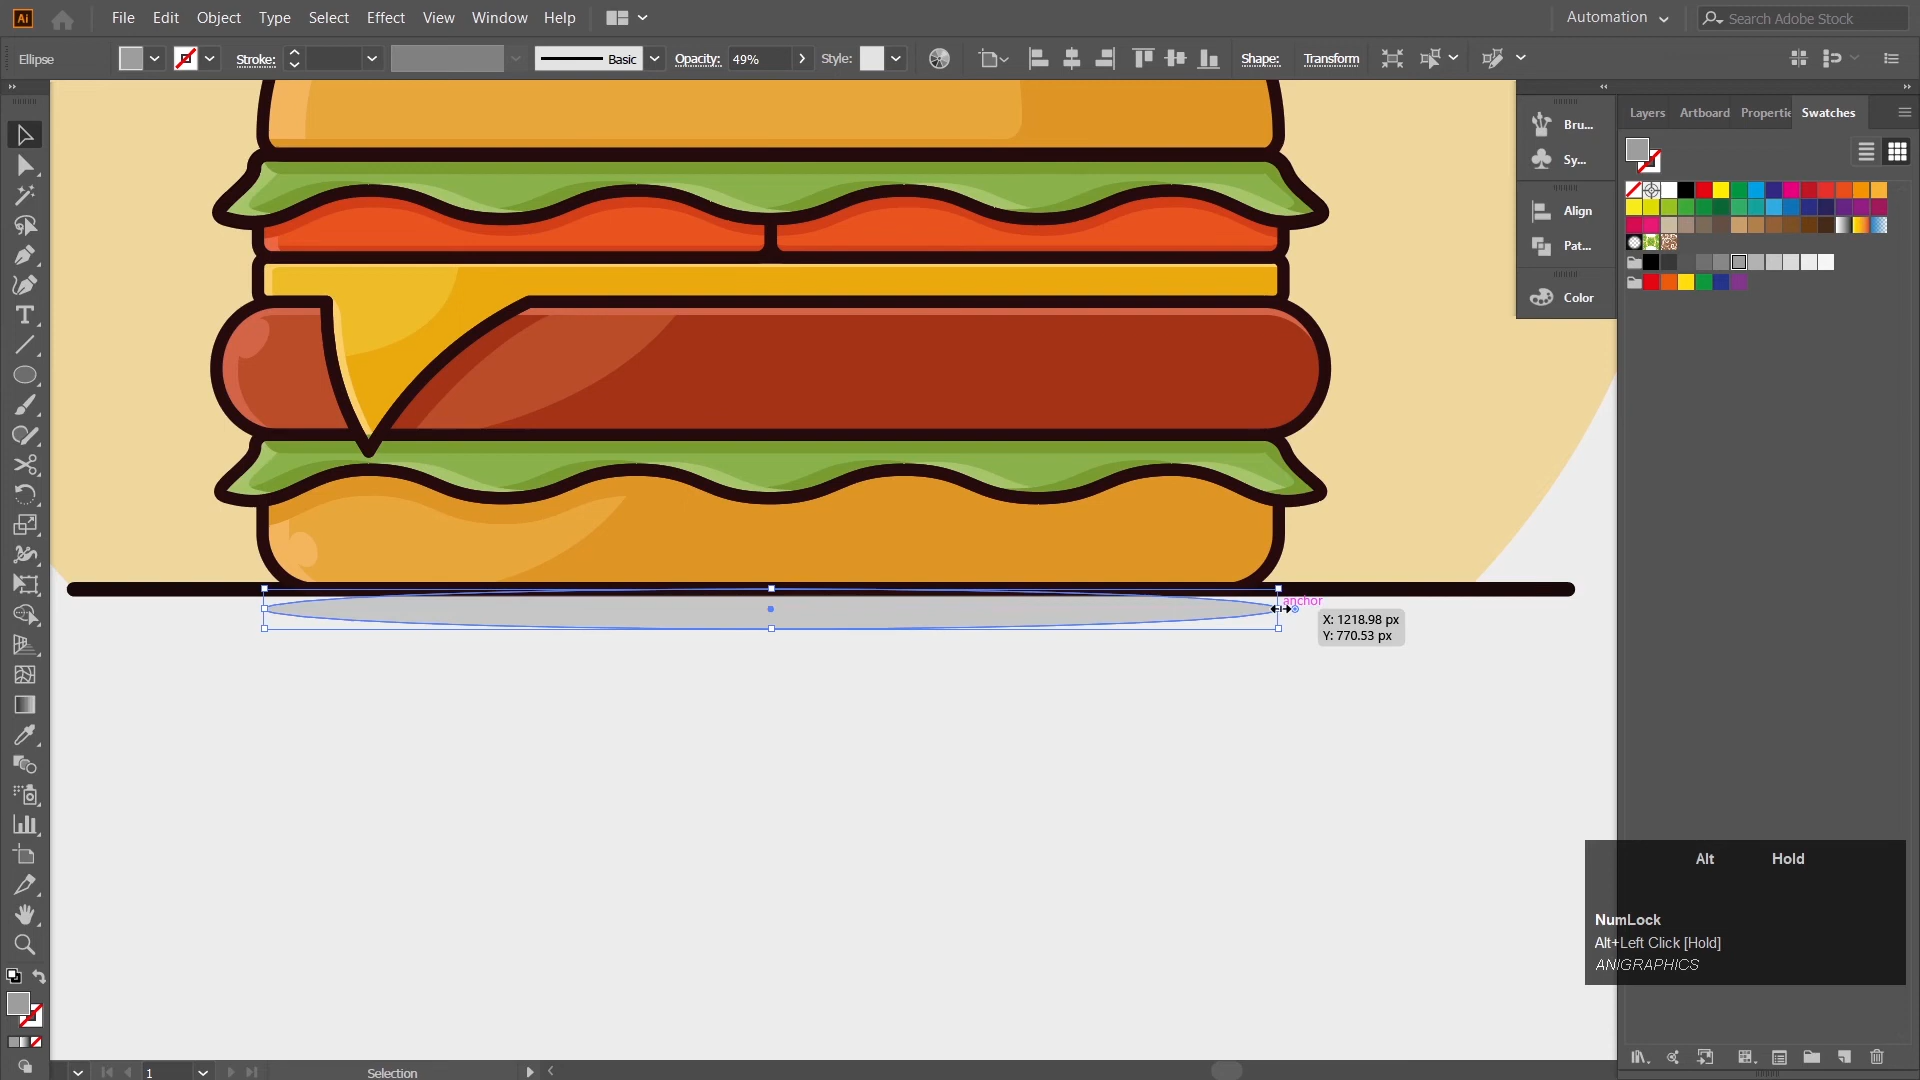 Ai File Edit Object Type Select Effect View Window Help Automation Search Adobe Stock
Ellipse Stroke: Basic Opacity: 49% Style: Shape: Transform
Layers Artboard Properti Swatches
Bru...
Sy...
Align
Pat...
Color
anchor
X: 1218.98 px
Y: 770.53 px
Alt Hold
NumLock
Alt+Left Click [Hold]
ANIGRAPHICS
1 Selection